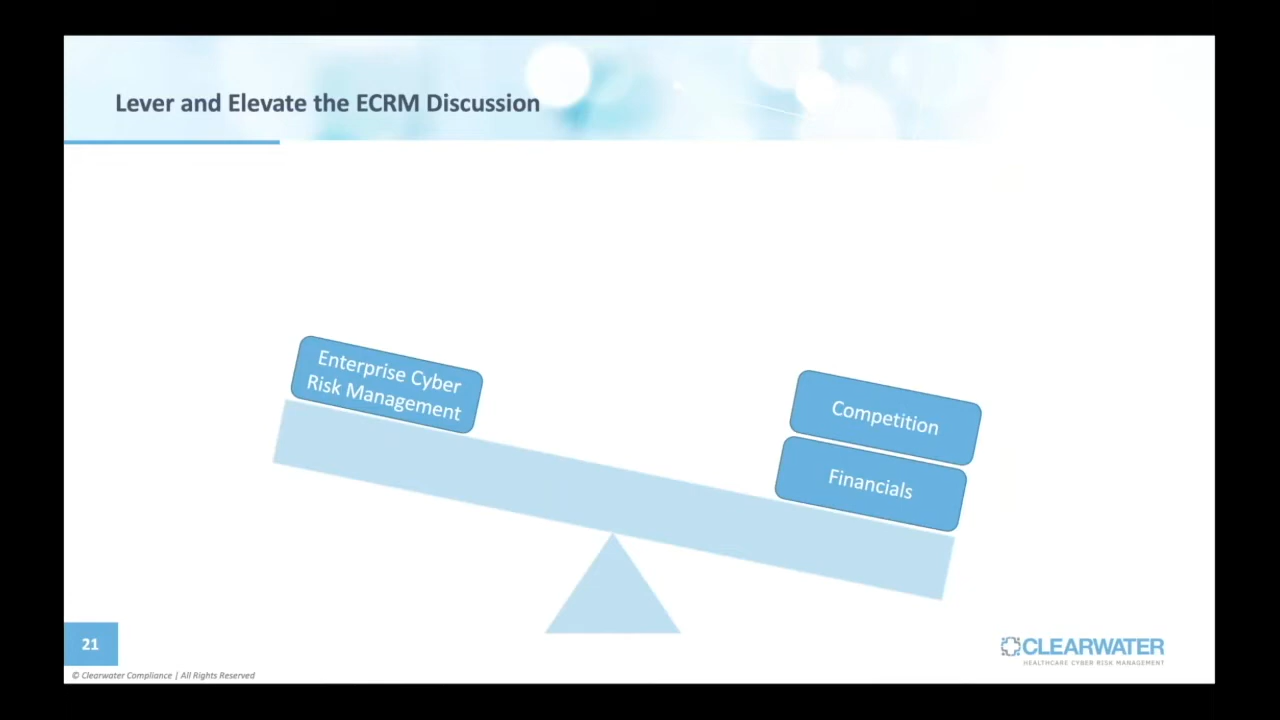 Lever and Elevate the ECRM Discussion
Enterprise Cyber
Risk Management
Competition
Financials
21
CLEARWATER
HEALTHCARE CYBER RISK MANAGEMENT
© Clearwater Compliance | All Rights Reserved